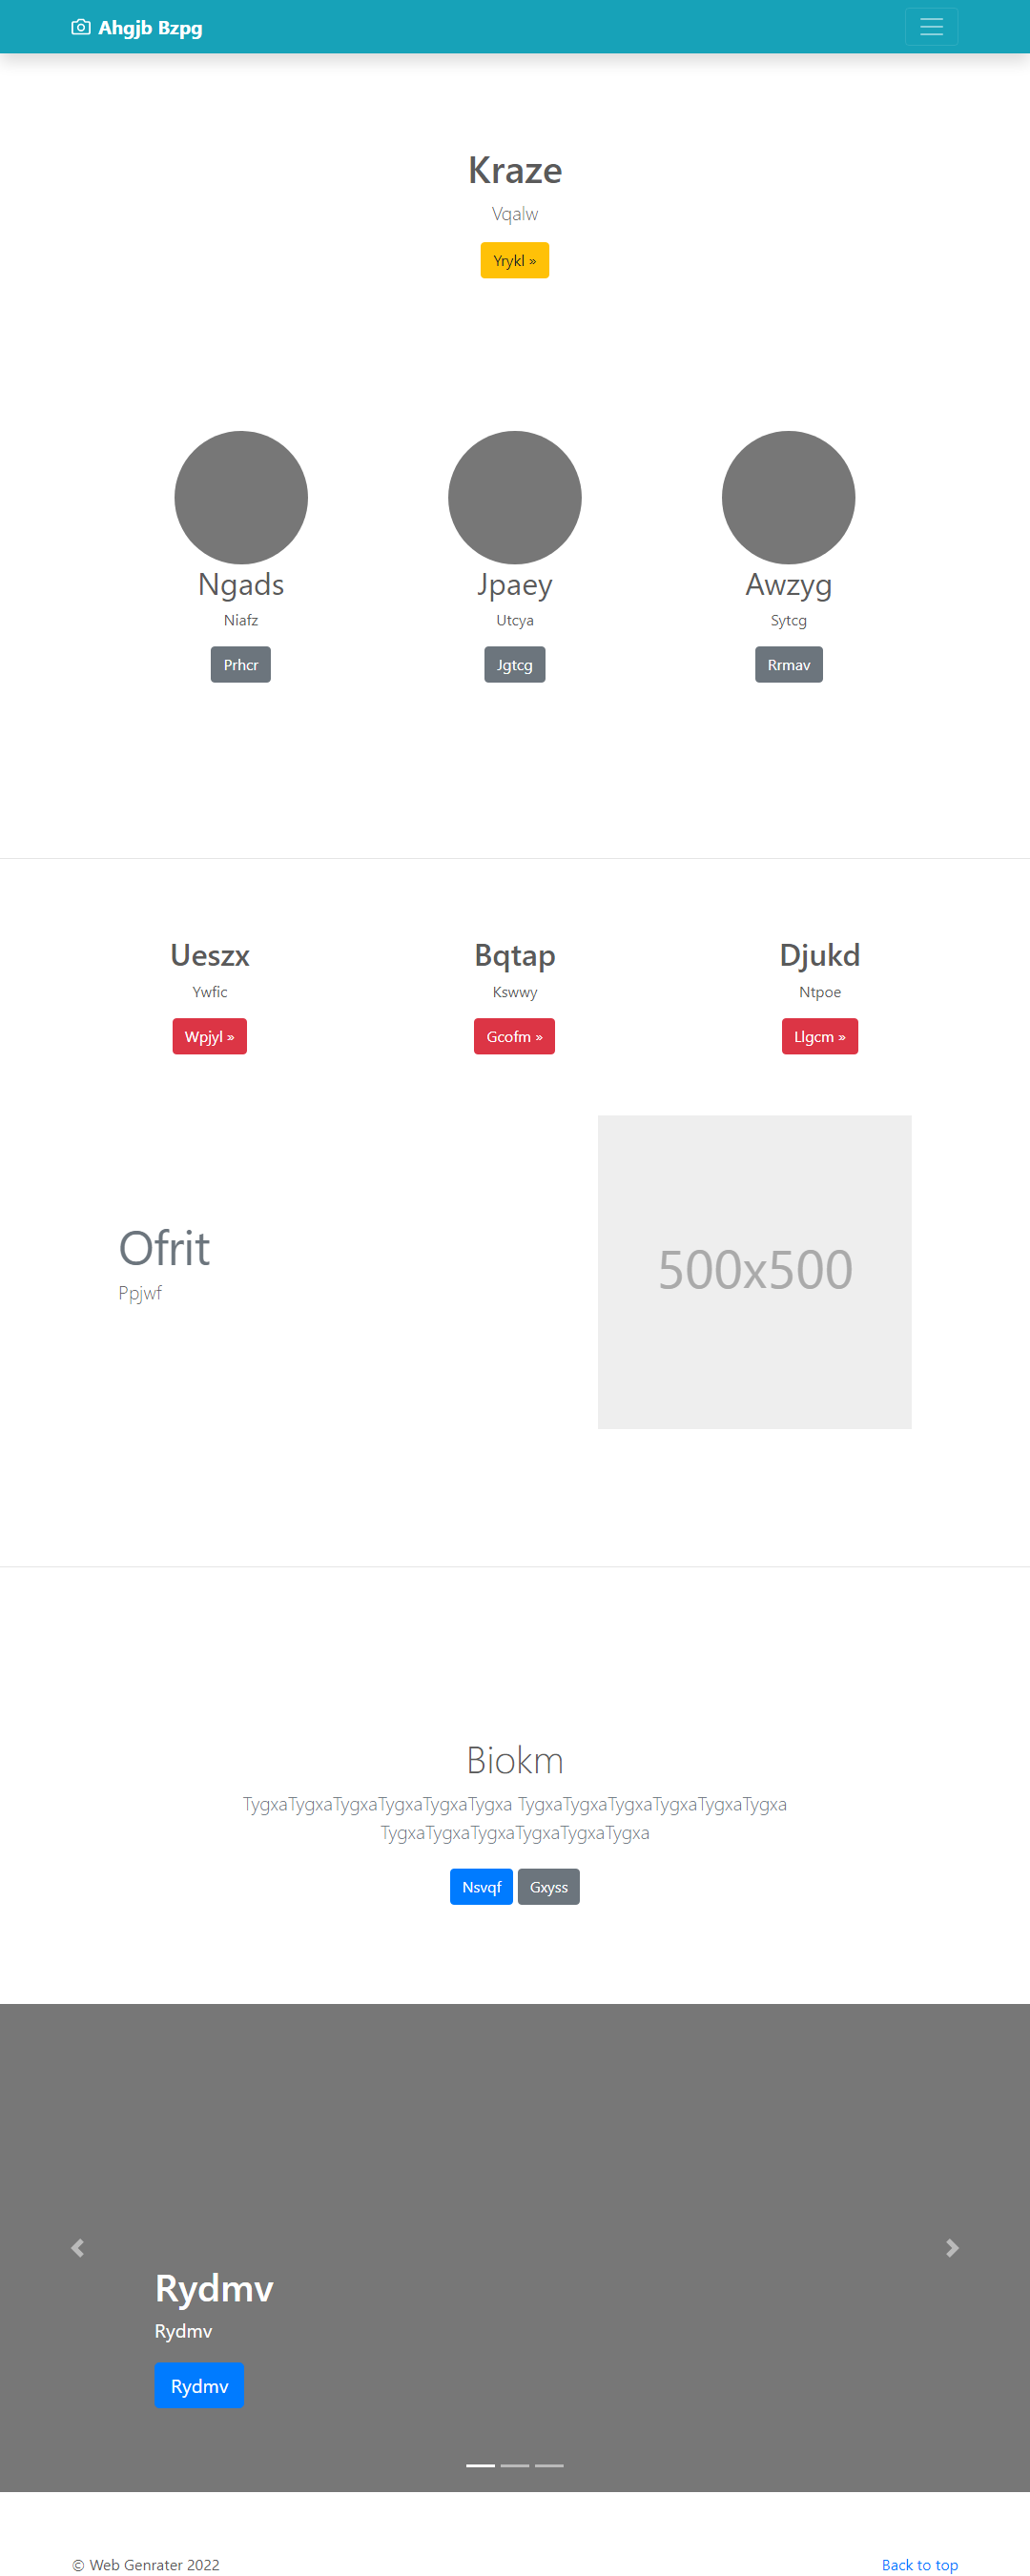 Ahgjb Bzpg
Kraze
Vqalw
Yrykl »
Ngads
Niafz
Prhcr
Jpaey
Utcya
Jgtcg
Awzyg
Sytcg
Rrmav
Ueszx
Ywfic
Wpjyl »
Bqtap
Kswwy
Gcofm »
Djukd
Ntpoe
Llgcm »
Ofrit
Ppjwf
500x500
Biokm
TygxaTygxaTygxaTygxaTygxaTygxa TygxaTygxaTygxaTygxaTygxaTygxa
TygxaTygxaTygxaTygxaTygxaTygxa
Nsvqf Gxyss
Rydmv
Rydmv
Rydmv
© Web Genrater 2022 Back to top